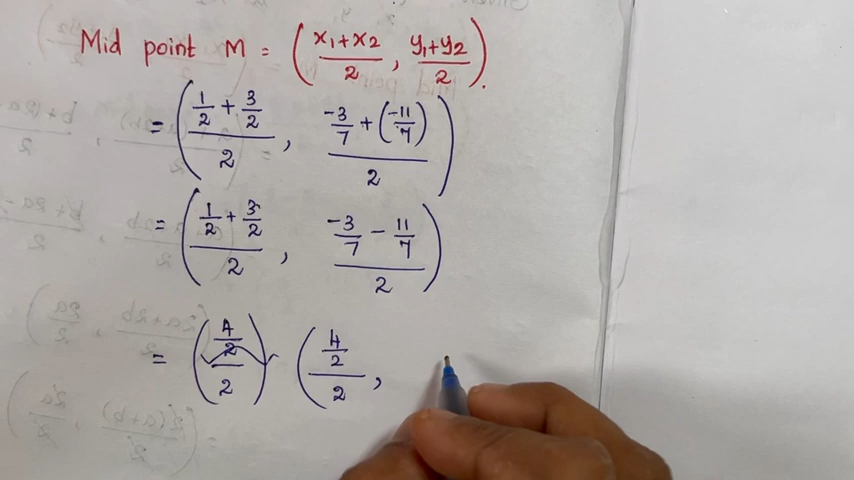 Mid point M = ( x₁+x₂ / 2 , y₁+y₂ / 2 ).
= ( (1/2 + 3/2) / 2 , (-3/7 + (-11/7)) / 2 )
= ( (1/2 + 3/2) / 2 , (-3/7 - 11/7) / 2 )
= ( (4/2) / 2 ) ( (4/2) / 2 ,